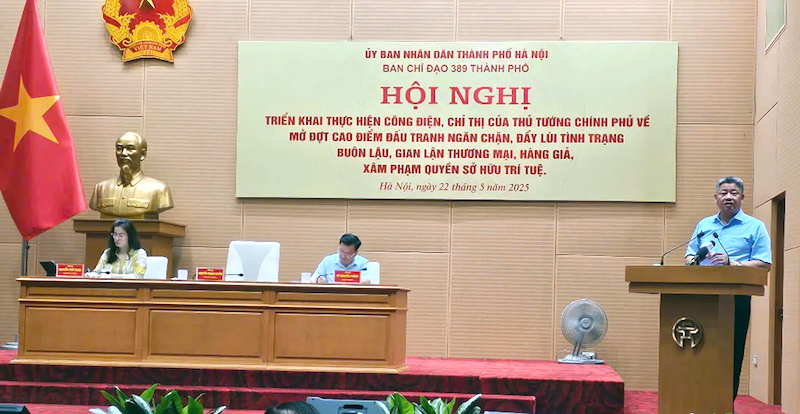 VIỆT NAM
ỦY BAN NHÂN DÂN THÀNH PHỐ HÀ NỘI
BAN CHỈ ĐẠO 389 THÀNH PHỐ
HỘI NGHỊ
TRIỂN KHAI THỰC HIỆN CÔNG ĐIỆN, CHỈ THỊ CỦA THỦ TƯỚNG CHÍNH PHỦ VỀ
MỞ ĐỢT CAO ĐIỂM ĐẤU TRANH NGĂN CHẶN, ĐẨY LÙI TÌNH TRẠNG
BUÔN LẬU, GIAN LẬN THƯƠNG MẠI, HÀNG GIẢ,
XÂM PHẠM QUYỀN SỞ HỮU TRÍ TUỆ.
Hà Nội, ngày 22 tháng 5 năm 2025